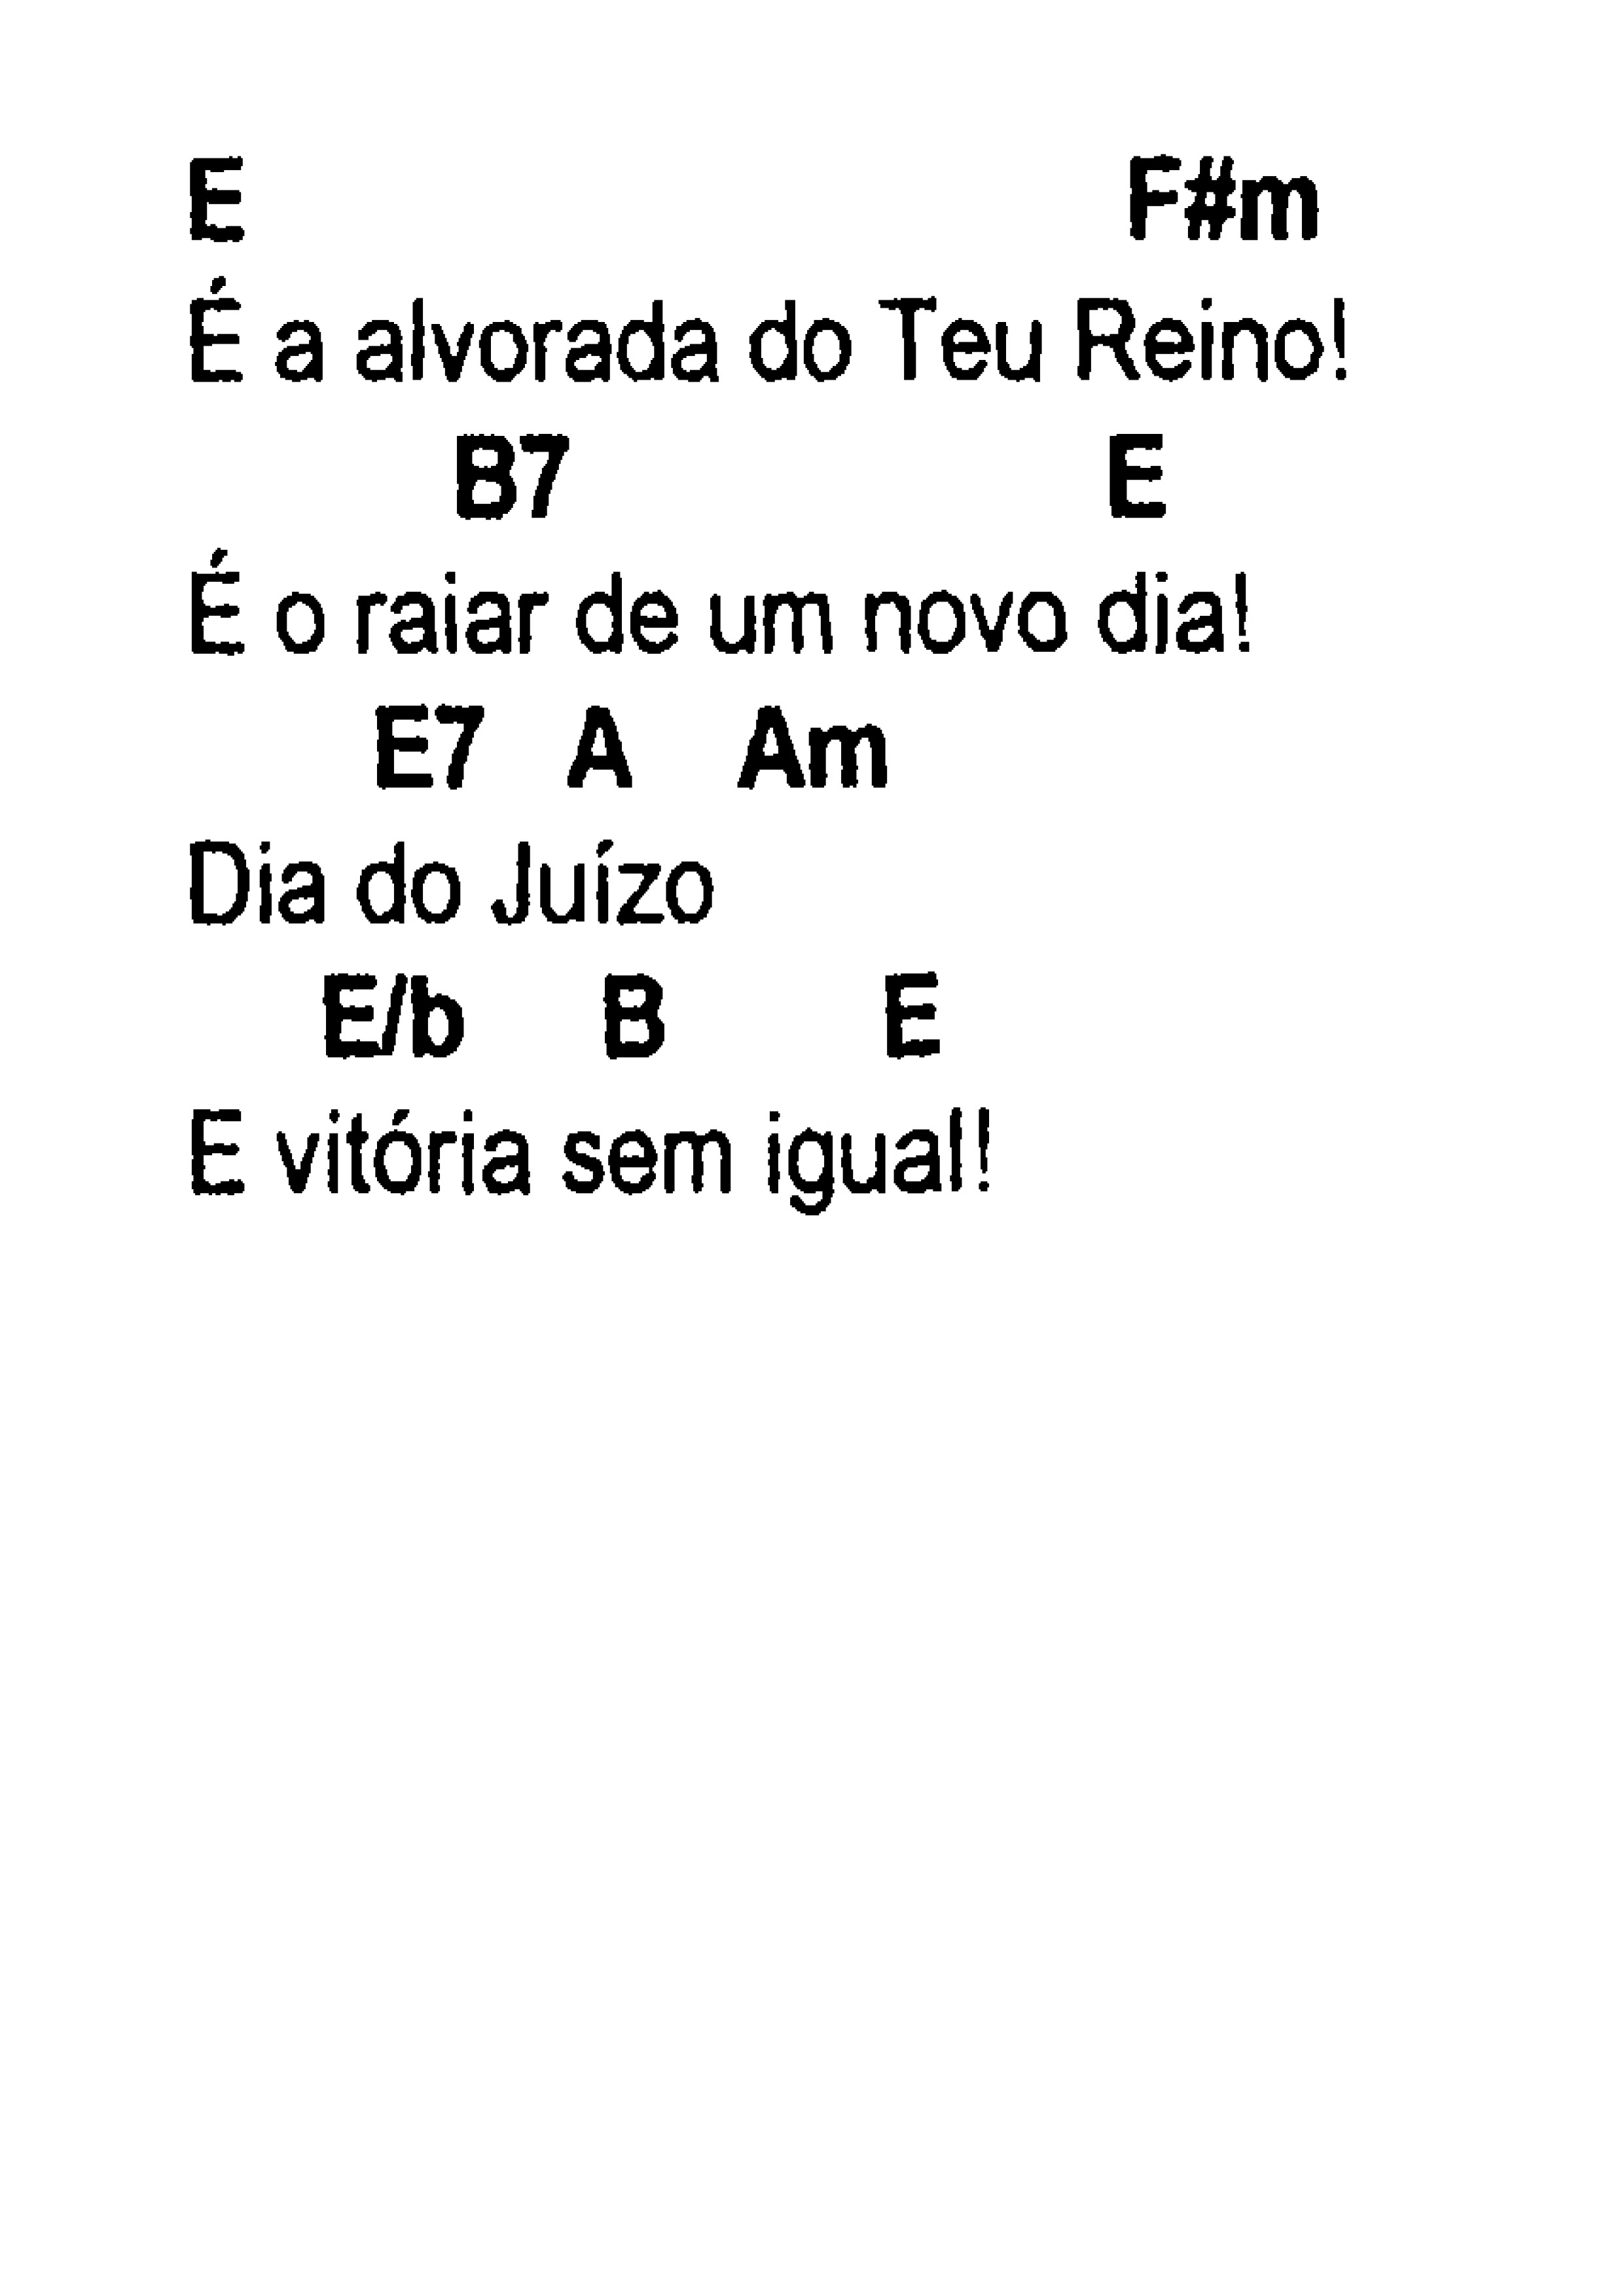 E F#m
É a alvorada do Teu Reino!
B7 E
É o raiar de um novo dia!
E7 A Am
Dia do Juízo
E/b B E
E vitória sem igual!